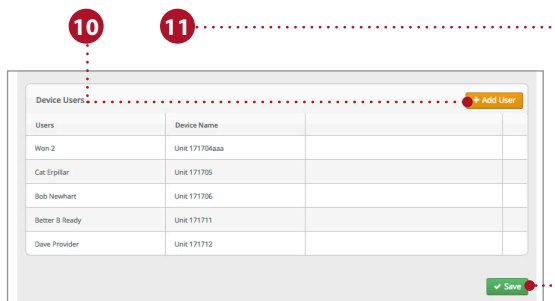 10 11
Device Users + Add User
Users Device Name
Won 2 Unit 171704aaa
Cat Erpillar Unit 171705
Bob Newhart Unit 171706
Better B Ready Unit 171711
Dave Provider Unit 171712
Save